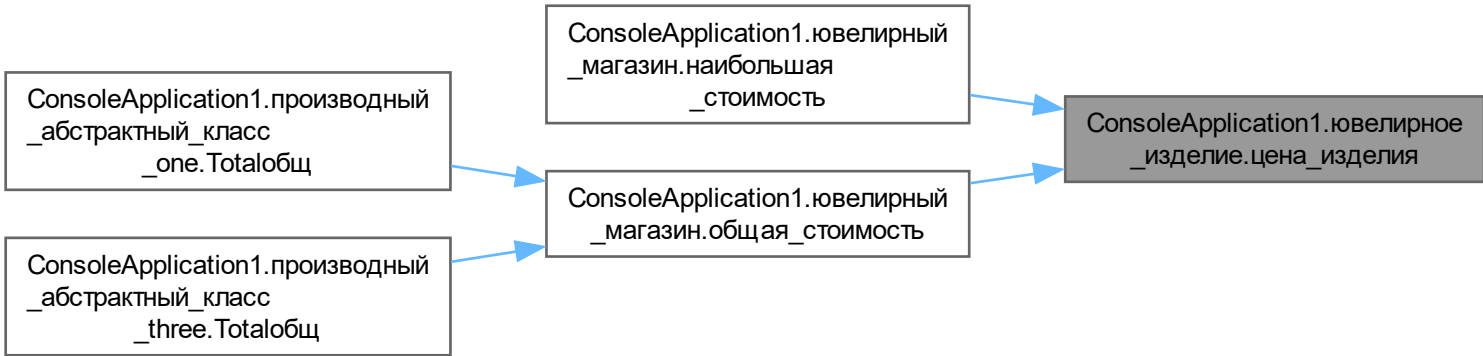 ConsoleApplication1.ювелирный
_магазин.наибольшая
_стоимость
ConsoleApplication1.производный
_абстрактный_класс
_one.Totalобщ
ConsoleApplication1.ювелирное
_изделие.цена_изделия
ConsoleApplication1.ювелирный
_магазин.общая_стоимость
ConsoleApplication1.производный
_абстрактный_класс
_three.Totalобщ